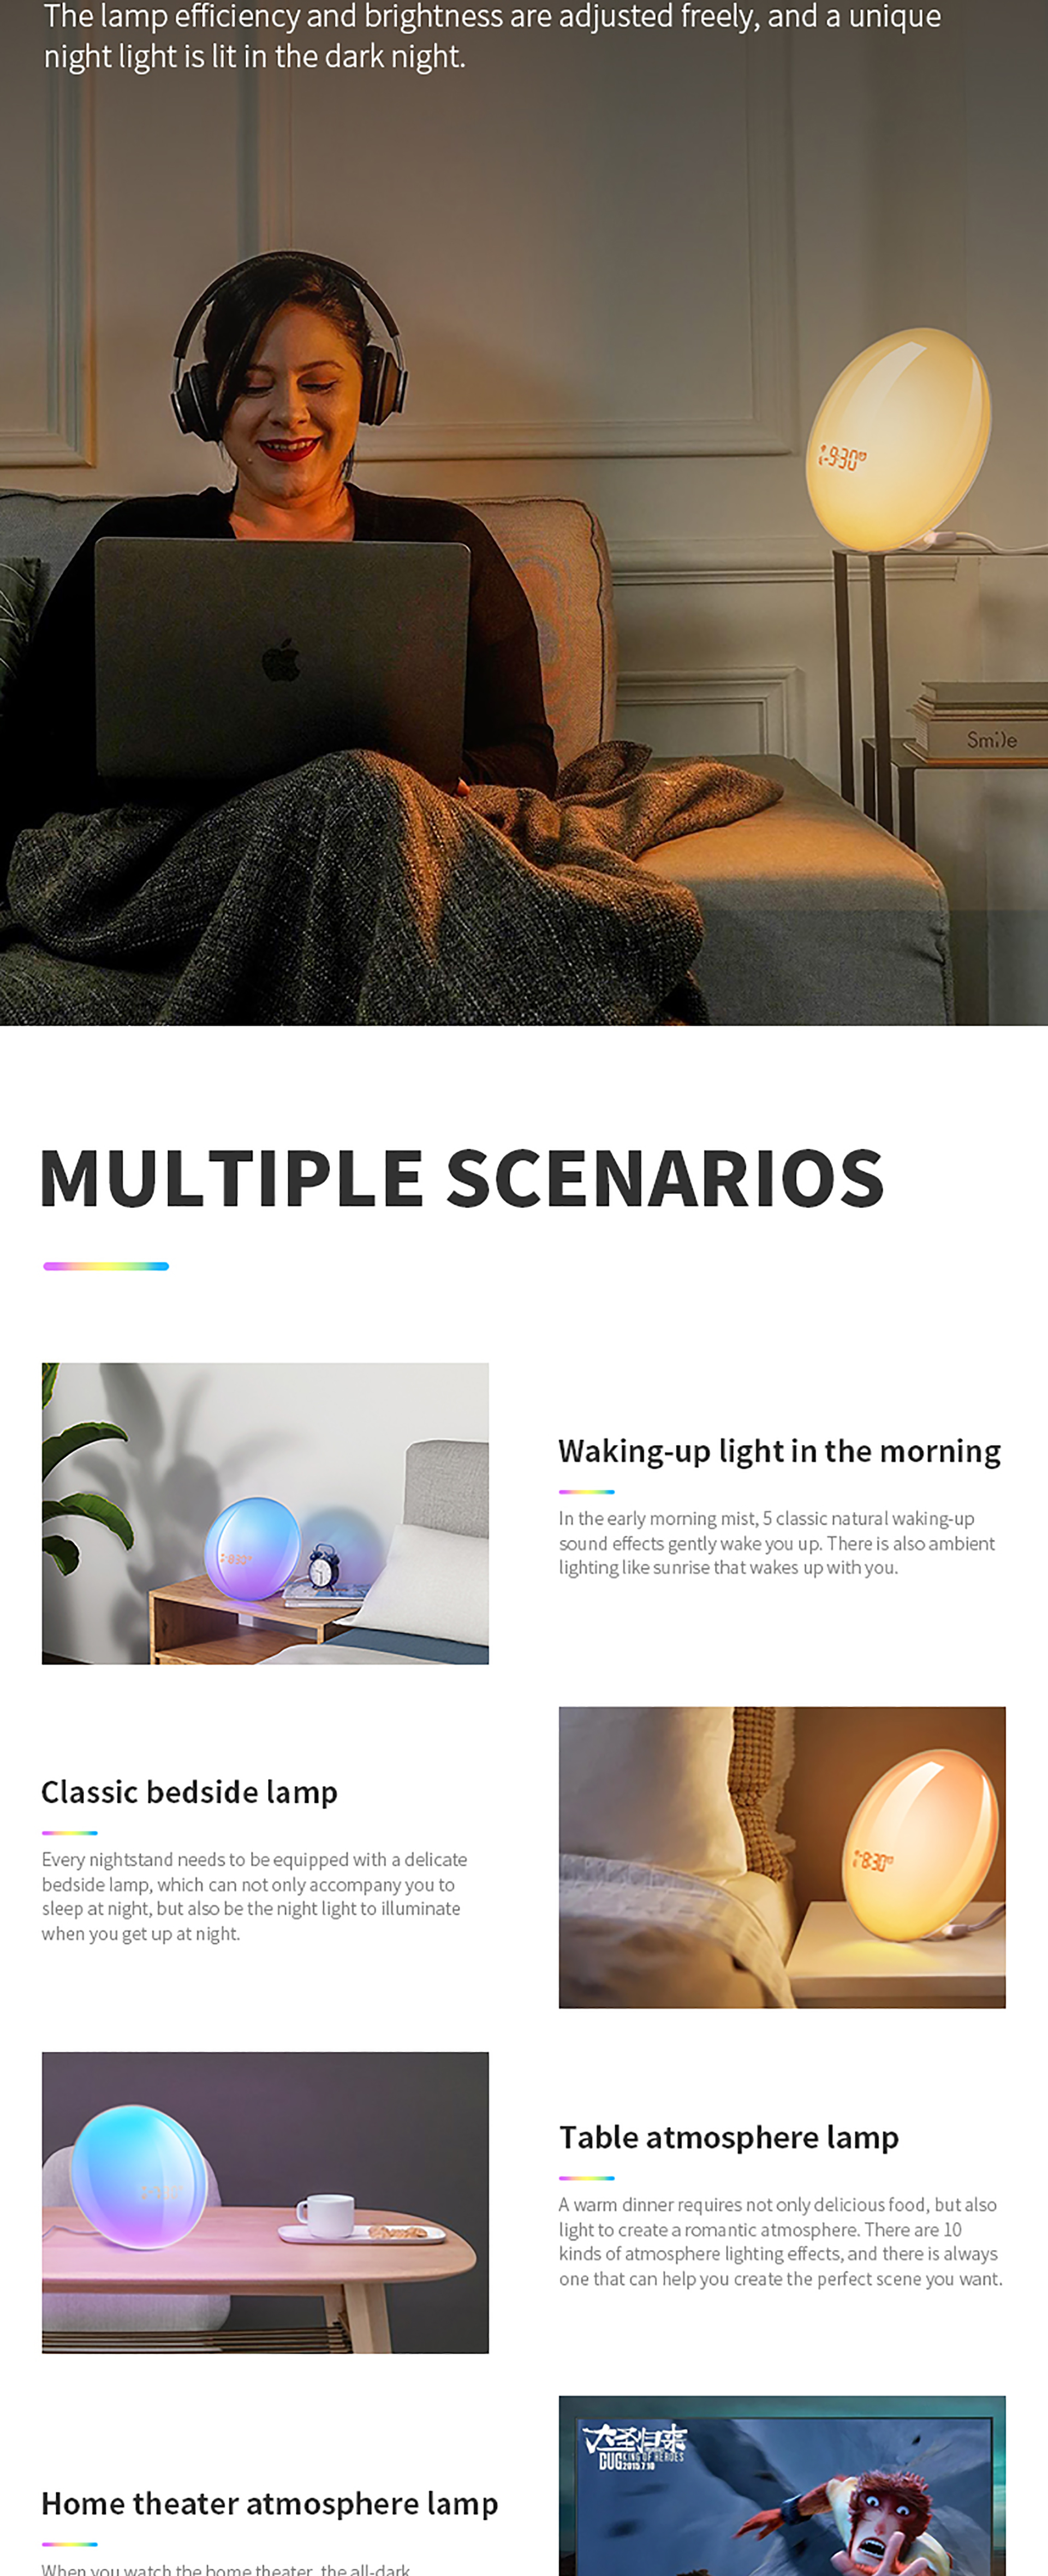 The lamp efficiency and brightness are adjusted freely, and a unique
night light is lit in the dark night.
9:30
Smile
MULTIPLE SCENARIOS
8:30
Waking-up light in the morning
In the early morning mist, 5 classic natural waking-up
sound effects gently wake you up. There is also ambient
lighting like sunrise that wakes up with you.
Classic bedside lamp
Every nightstand needs to be equipped with a delicate
bedside lamp, which can not only accompany you to
sleep at night, but also be the night light to illuminate
when you get up at night.
8:30
Table atmosphere lamp
A warm dinner requires not only delicious food, but also
light to create a romantic atmosphere. There are 10
kinds of atmosphere lighting effects, and there is always
one that can help you create the perfect scene you want.
大圣归来
KING OF HEROES
2015.7.10
Home theater atmosphere lamp
When you watch the home theater, the all-dark